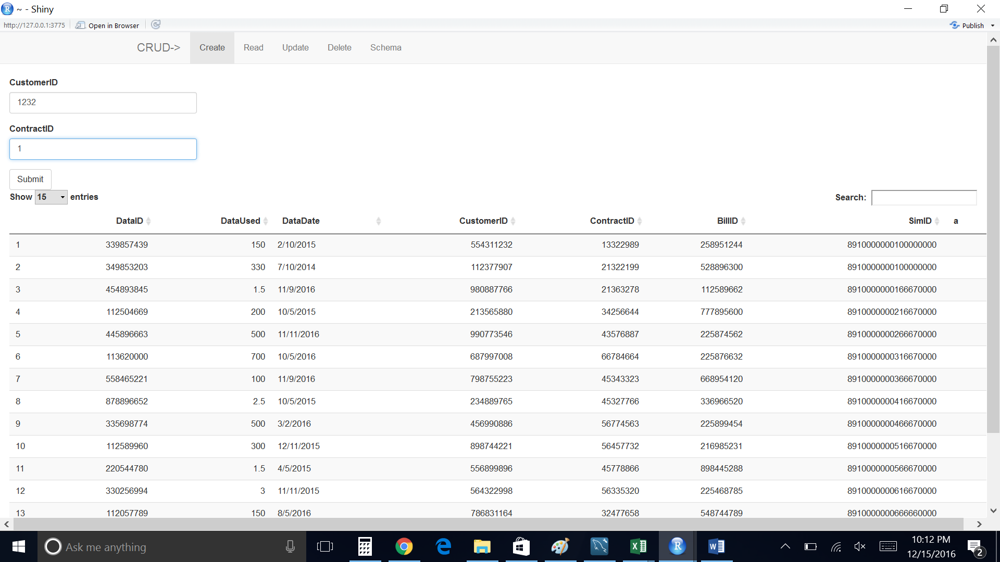 ~ - Shiny
http://127.0.0.1:3775 Open in Browser Publish
CRUD-> Create Read Update Delete Schema
CustomerID
1232
ContractID
1
Submit
Show 15 entries Search:
DataID DataUsed DataDate CustomerID ContractID BillID SimID a
1 339857439 150 2/10/2015 554311232 13322989 258951244 8910000000100000000
2 349853203 330 7/10/2014 112377907 21322199 528896300 8910000000100000000
3 454893845 1.5 11/9/2016 980887766 21363278 112589662 8910000000166670000
4 112504669 200 10/5/2015 213565880 34256644 777895600 8910000000216670000
5 445896663 500 11/11/2016 990773546 43576887 225874562 8910000000266670000
6 113620000 700 10/5/2016 687997008 66784664 225876632 8910000000316670000
7 558465221 100 11/9/2016 798755223 45343323 668954120 8910000000366670000
8 878896652 2.5 10/5/2015 234889765 45327766 336966520 8910000000416670000
9 335698774 500 3/2/2016 456990886 56774563 225899454 8910000000466670000
10 112589960 300 12/11/2015 898744221 56457732 216985231 8910000000516670000
11 220544780 1.5 4/5/2015 556899896 45778866 898445288 8910000000566670000
12 330256994 3 11/11/2015 564322998 56335320 225468785 8910000000616670000
13 112057789 150 8/5/2016 786831164 32477658 548744789 8910000000666660000
Ask me anything
10:12 PM
12/15/2016
2